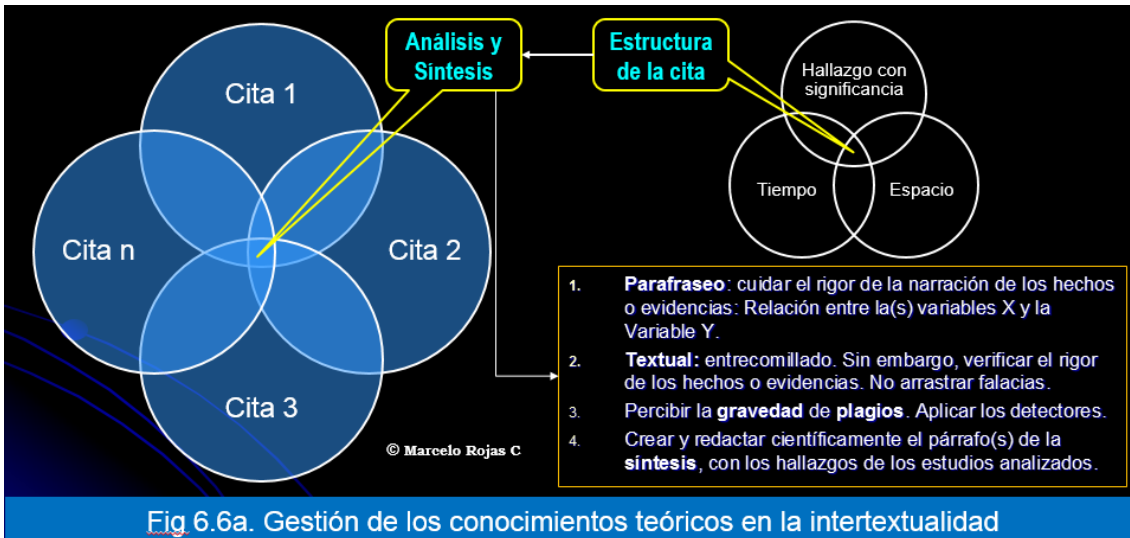 Análisis y
Síntesis
Estructura
de la cita
Cita 1
Cita n
Cita 2
Cita 3
Hallazgo con
significancia
Tiempo
Espacio
1. Parafraseo: cuidar el rigor de la narración de los hechos
o evidencias: Relación entre la(s) variables X y la
Variable Y.
2. Textual: entrecomillado. Sin embargo, verificar el rigor
de los hechos o evidencias. No arrastrar falacias.
3. Percibir la gravedad de plagios. Aplicar los detectores.
4. Crear y redactar científicamente el párrafo(s) de la
síntesis, con los hallazgos de los estudios analizados.
© Marcelo Rojas C
Fig 6.6a. Gestión de los conocimientos teóricos en la intertextualidad